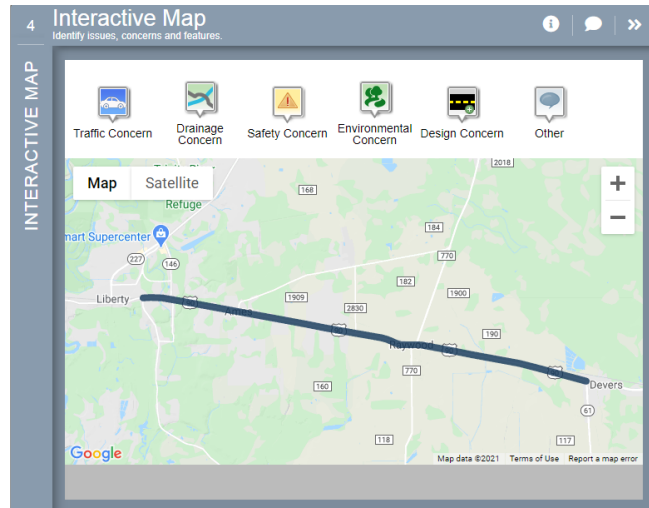 4
Interactive Map
Identify issues, concerns and features.
INTERACTIVE MAP
Traffic Concern
Drainage
Concern
Safety Concern
Environmental
Concern
Design Concern
Other
Map
Satellite
2018
168
Refuge
mart Supercenter
184
227
146
770
182
Liberty
1909
1900
Ames
2830
190
Raywood
770
160
Devers
61
118
117
Google
Map data ©2021
Terms of Use
Report a map error